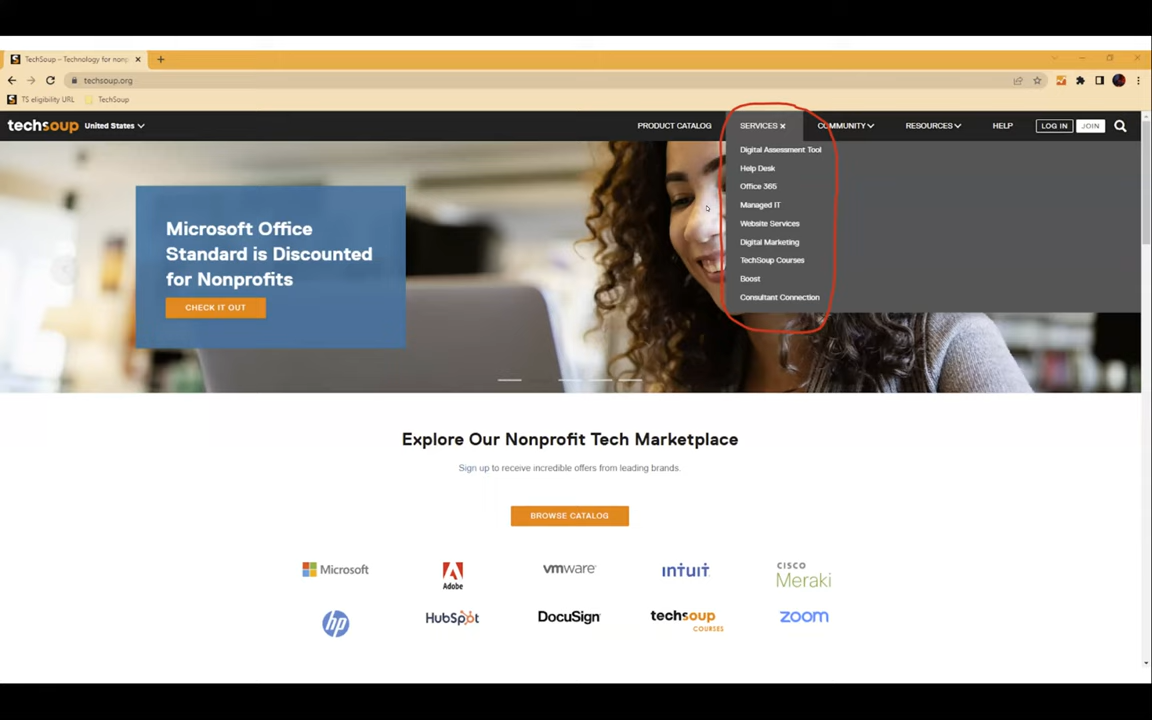 TechSoup – Technology for nonp
techsoup.org
TS eligibility URL TechSoup
techsoup United States PRODUCT CATALOG SERVICES COMMUNITY RESOURCES HELP LOG IN JOIN
Digital Assessment Tool
Help Desk
Office 365
Managed IT
Website Services
Digital Marketing
TechSoup Courses
Boost
Consultant Connection
Microsoft Office
Standard is Discounted
for Nonprofits
CHECK IT OUT
Explore Our Nonprofit Tech Marketplace
Sign up to receive incredible offers from leading brands.
BROWSE CATALOG
Microsoft Adobe vmware intuit CISCO Meraki
hp HubSpot DocuSign techsoup COURSES zoom